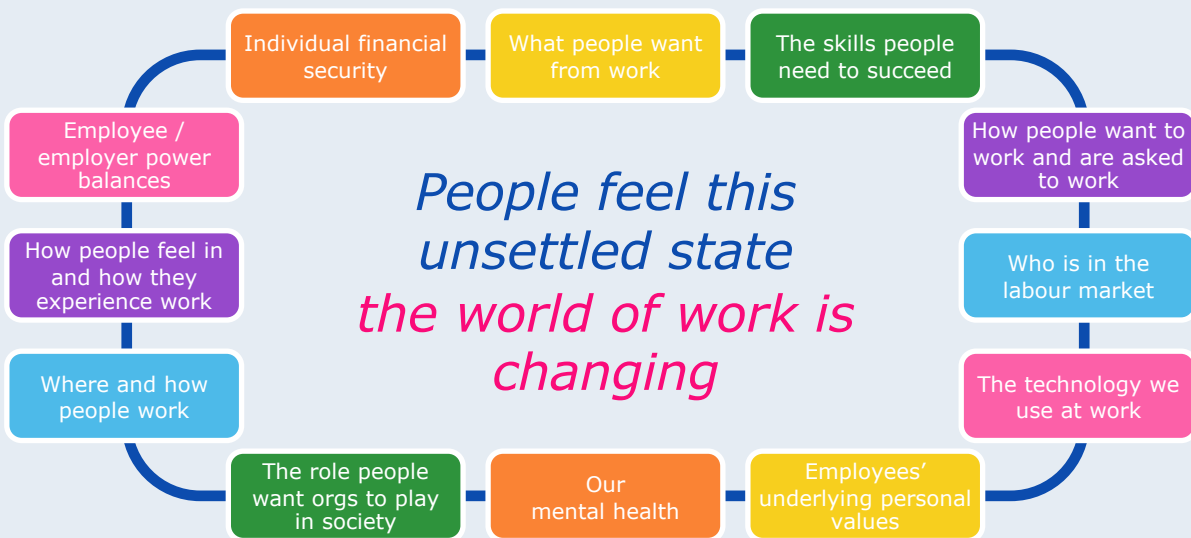 Individual financial
security
What people want
from work
The skills people
need to succeed
Employee /
employer power
balances
How people want to
work and are asked
to work
People feel this
unsettled state
the world of work is
changing
How people feel in
and how they
experience work
Who is in the
labour market
Where and how
people work
The technology we
use at work
The role people
want orgs to play
in society
Our
mental health
Employees’
underlying personal
values